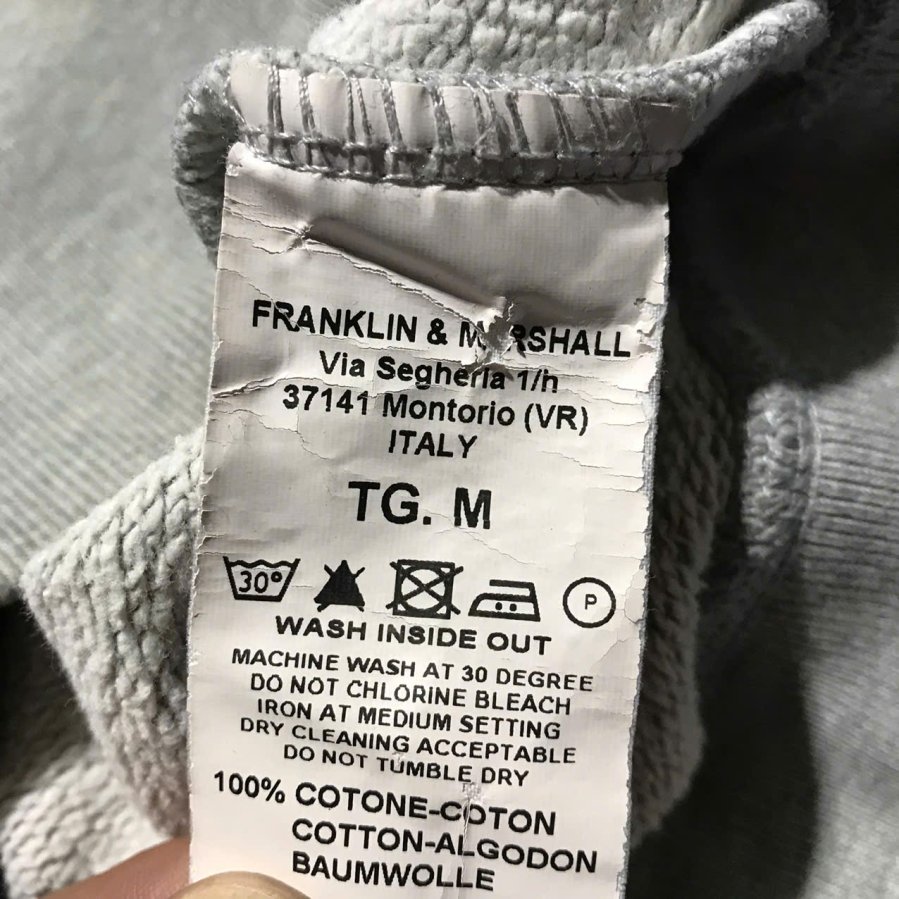 FRANKLIN & MARSHALL
Via Segheria 1/h
37141 Montorio (VR)
ITALY
TG. M
30° P
WASH INSIDE OUT
MACHINE WASH AT 30 DEGREE
DO NOT CHLORINE BLEACH
IRON AT MEDIUM SETTING
DRY CLEANING ACCEPTABLE
DO NOT TUMBLE DRY
100% COTONE-COTON
COTTON-ALGODON
BAUMWOLLE